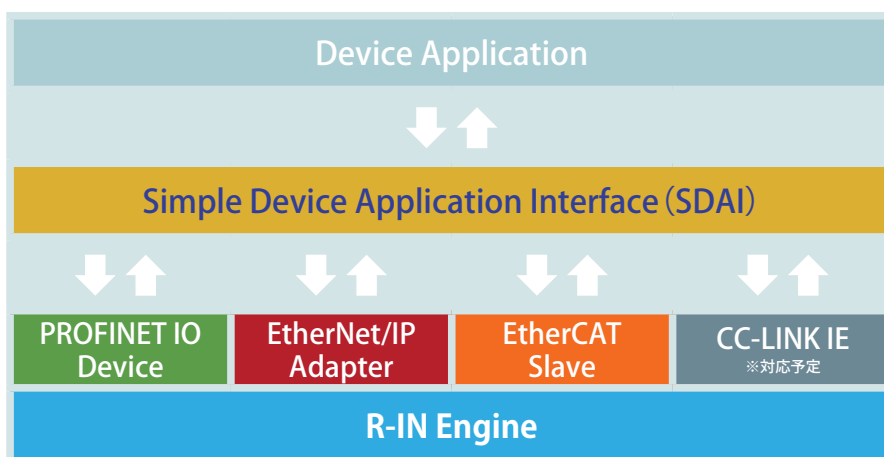 Device Application
Simple Device Application Interface（SDAI）
PROFINET IO
Device
EtherNet/IP
Adapter
EtherCAT
Slave
CC-LINK IE
※対応予定
R-IN Engine